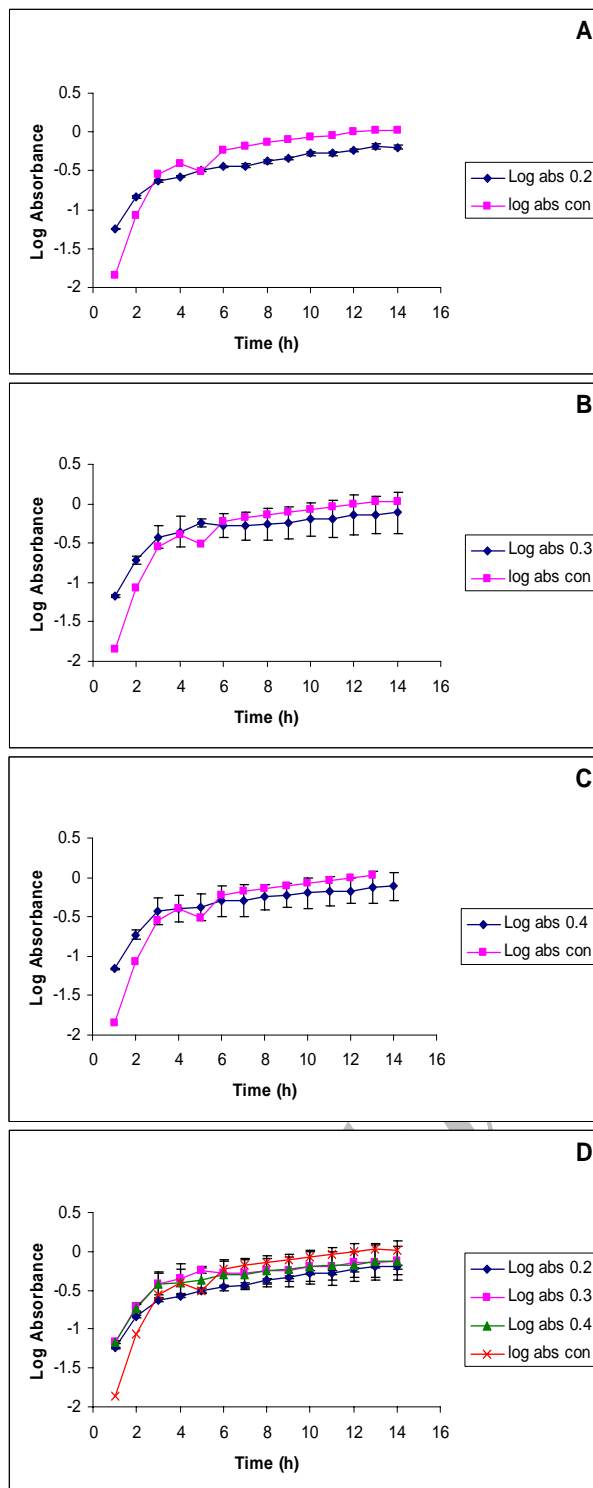 A
0.5
0
-0.5
-1
-1.5
-2
0 2 4 6 8 10 12 14 16
Log Absorbance
Time (h)
Log abs 0.2
log abs con
B
0.5
0
-0.5
-1
-1.5
-2
0 2 4 6 8 10 12 14 16
Log Absorbance
Time (h)
Log abs 0.3
log abs con
C
0.5
0
-0.5
-1
-1.5
-2
0 2 4 6 8 10 12 14 16
Log Absorbance
Time (h)
Log abs 0.4
Log abs con
D
0.5
0
-0.5
-1
-1.5
-2
0 2 4 6 8 10 12 14 16
Log Absorbance
Time (h)
Log abs 0.2
Log abs 0.3
Log abs 0.4
log abs con